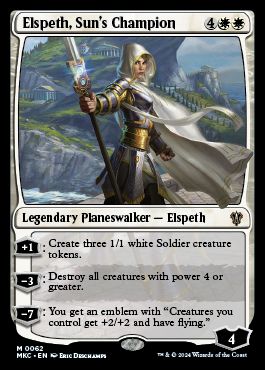 Elspeth, Sun's Champion 4
Legendary Planeswalker — Elspeth
+1 : Create three 1/1 white Soldier creature
tokens.
−3 : Destroy all creatures with power 4 or
greater.
−7 : You get an emblem with “Creatures you
control get +2/+2 and have flying.”
4
M 0062
MKC • EN Eric Deschamps
™ & © 2024 Wizards of the Coast